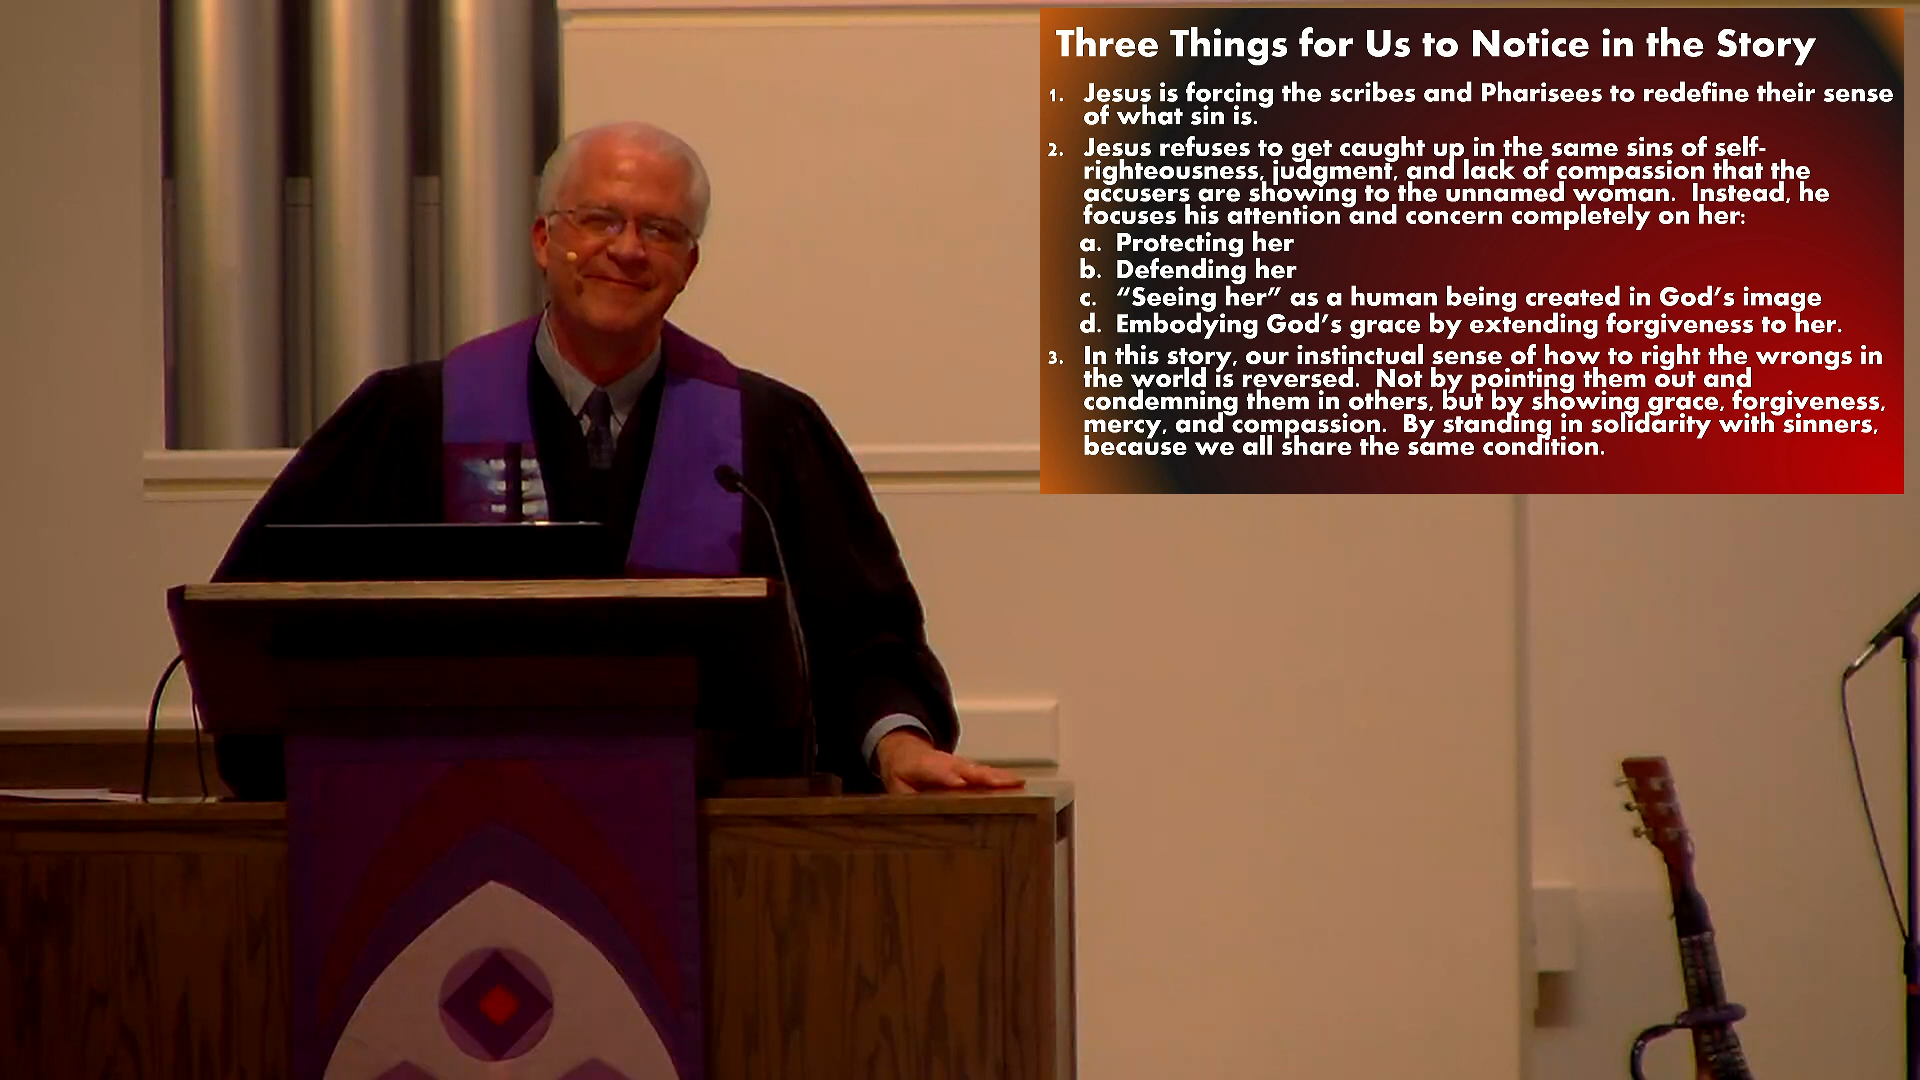 Three Things for Us to Notice in the Story
1. Jesus is forcing the scribes and Pharisees to redefine their sense
of what sin is.
2. Jesus refuses to get caught up in the same sins of self-
righteousness, judgment, and lack of compassion that the
accusers are showing to the unnamed woman.  Instead, he
focuses his attention and concern completely on her:
a. Protecting her
b. Defending her
c. “Seeing her” as a human being created in God’s image
d. Embodying God’s grace by extending forgiveness to her.
3. In this story, our instinctual sense of how to right the wrongs in
the world is reversed.  Not by pointing them out and
condemning them in others, but by showing grace, forgiveness,
mercy, and compassion.  By standing in solidarity with sinners,
because we all share the same condition.